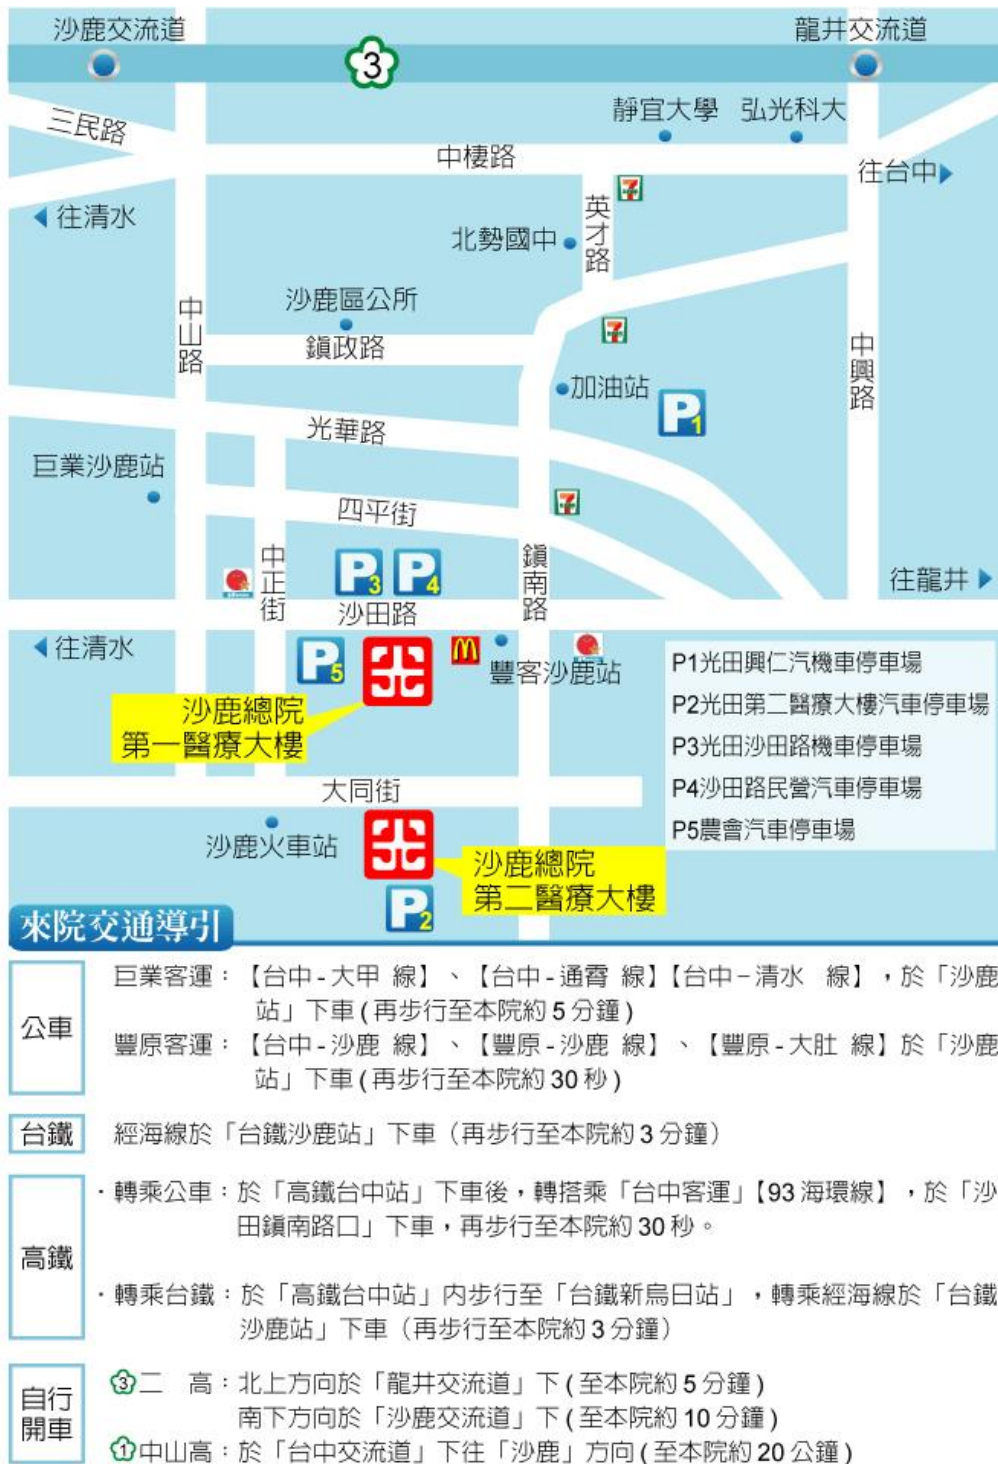 沙鹿交流道
龍井交流道
3
三民路
靜宜大學
弘光科大
中棲路
往台中
往清水
7
英才路
北勢國中
沙鹿區公所
中山路
鎮政路
7
中興路
加油站
P1
光華路
巨業沙鹿站
四平街
7
中正街
P3
P4
鎮南路
往龍井
沙田路
往清水
P5
豐客沙鹿站
沙鹿總院
第一醫療大樓
P1光田興仁汽機車停車場
P2光田第二醫療大樓汽車停車場
P3光田沙田路機車停車場
P4沙田路民營汽車停車場
P5農會汽車停車場
大同街
沙鹿火車站
沙鹿總院
第二醫療大樓
P2
來院交通導引
公車
巨業客運：【台中-大甲 線】、【台中-通霄 線】【台中－清水 線】，於「沙鹿
站」下車(再步行至本院約5分鐘)
豐原客運：【台中-沙鹿 線】、【豐原-沙鹿 線】、【豐原-大肚 線】於「沙鹿
站」下車(再步行至本院約30秒)
台鐵
經海線於「台鐵沙鹿站」下車（再步行至本院約3分鐘）
高鐵
·轉乘公車：於「高鐵台中站」下車後，轉搭乘「台中客運」【93海環線】，於「沙
田鎮南路口」下車，再步行至本院約30秒。
·轉乘台鐵：於「高鐵台中站」內步行至「台鐵新烏日站」，轉乘經海線於「台鐵
沙鹿站」下車（再步行至本院約3分鐘）
自行
開車
3二 高：北上方向於「龍井交流道」下(至本院約5分鐘)
南下方向於「沙鹿交流道」下(至本院約10分鐘)
1中山高：於「台中交流道」下往「沙鹿」方向(至本院約20公鐘)